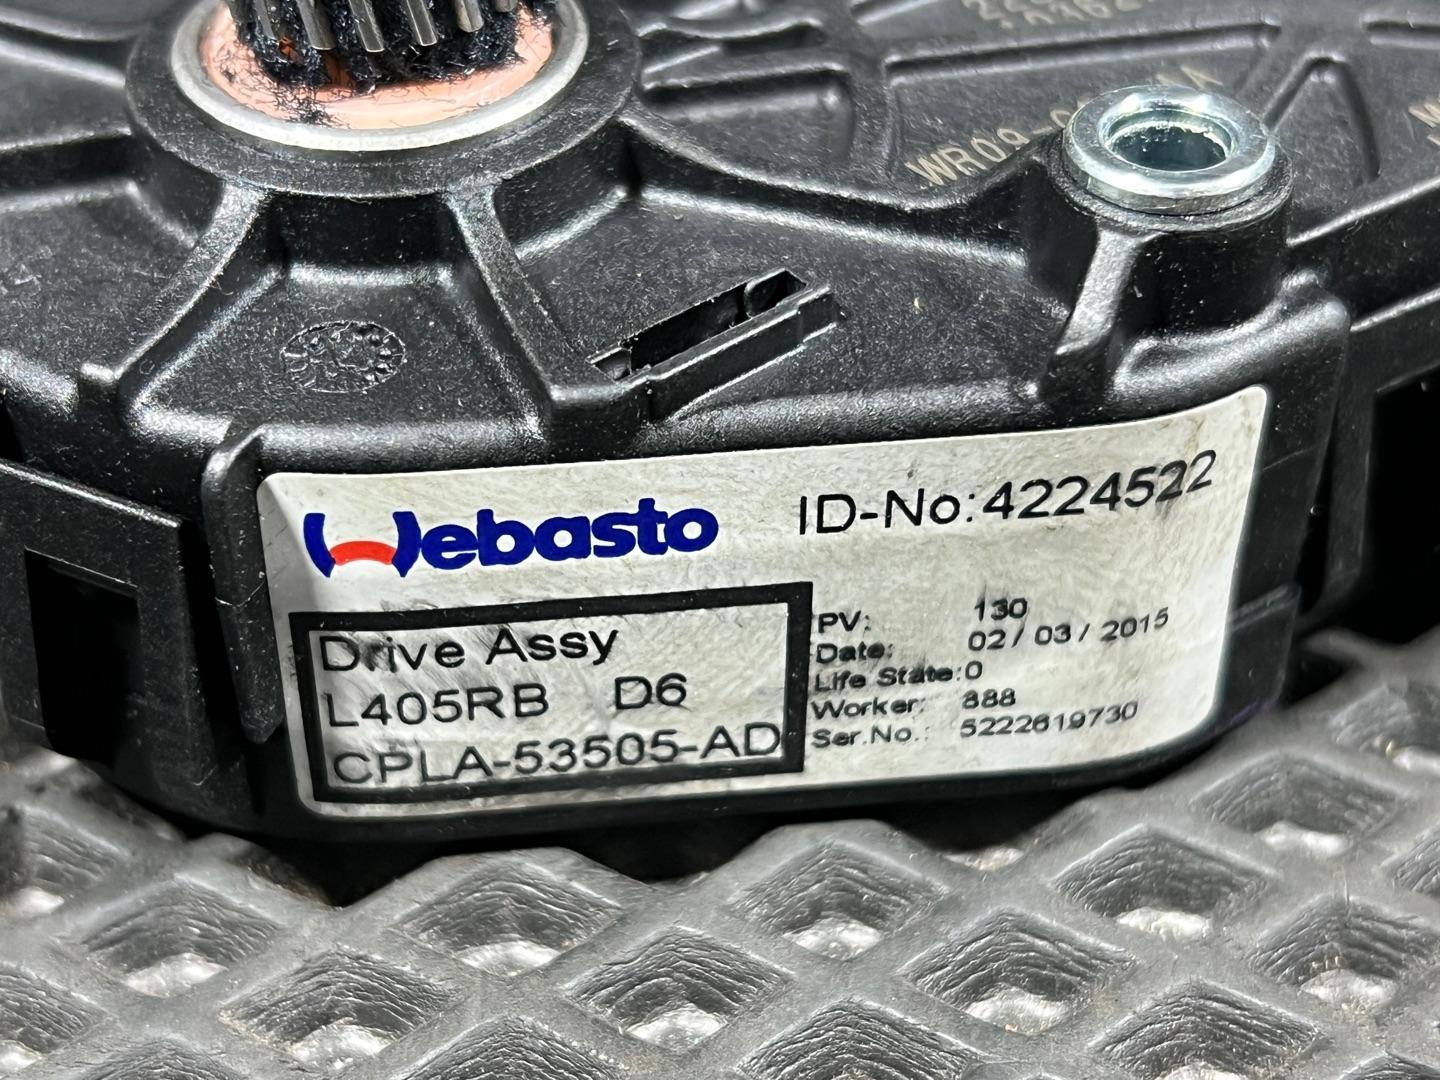 Webasto
ID-No:4224522
Drive Assy
L405RB D6
CPLA-53505-AD
PV: 130
Date: 02/03/2015
Life State:0
Worker: 888
Ser.No.: 5222619730